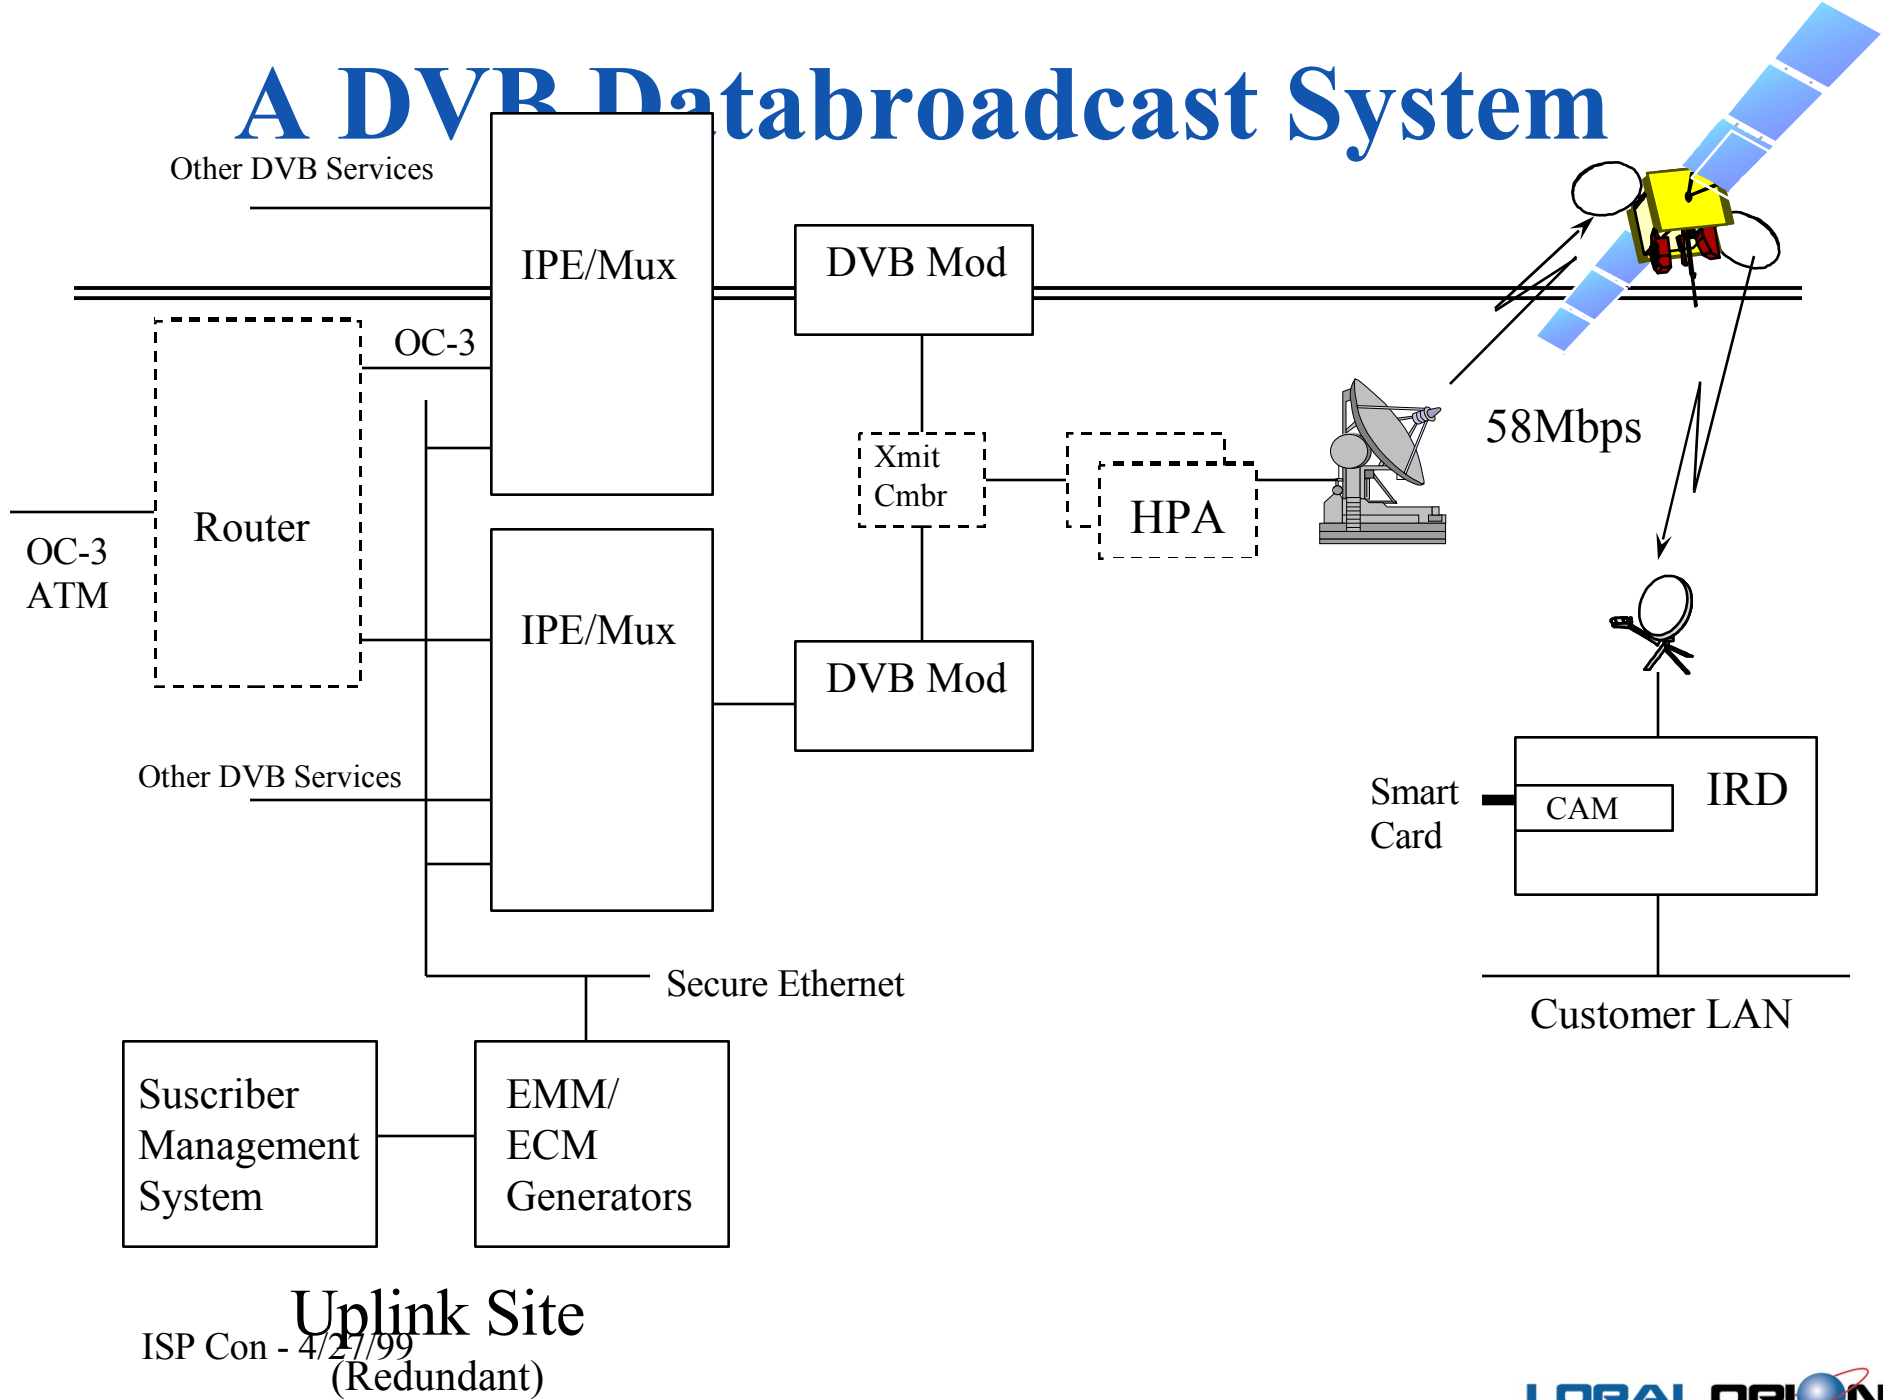 A DVB Databroadcast System
Other DVB Services
IPE/Mux
DVB Mod
OC-3
Router
OC-3
ATM
Xmit
Cmbr
HPA
58Mbps
IPE/Mux
DVB Mod
Other DVB Services
Smart
Card
CAM
IRD
Secure Ethernet
Customer LAN
Suscriber
Management
System
EMM/
ECM
Generators
Uplink Site
(Redundant)
ISP Con - 4/27/99
LORAL ORION